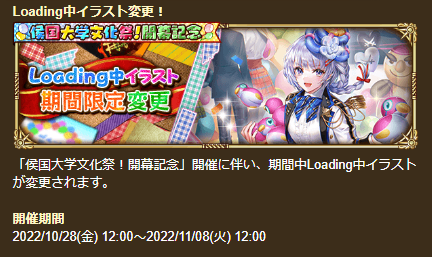 Loading中イラスト変更！
侯国大学文化祭！開幕記念
Loading中イラスト
期間限定変更
「侯国大学文化祭！開幕記念」開催に伴い、期間中Loading中イラスト
が変更されます。
開催期間
2022/10/28(金) 12:00～2022/11/08(火) 12:00